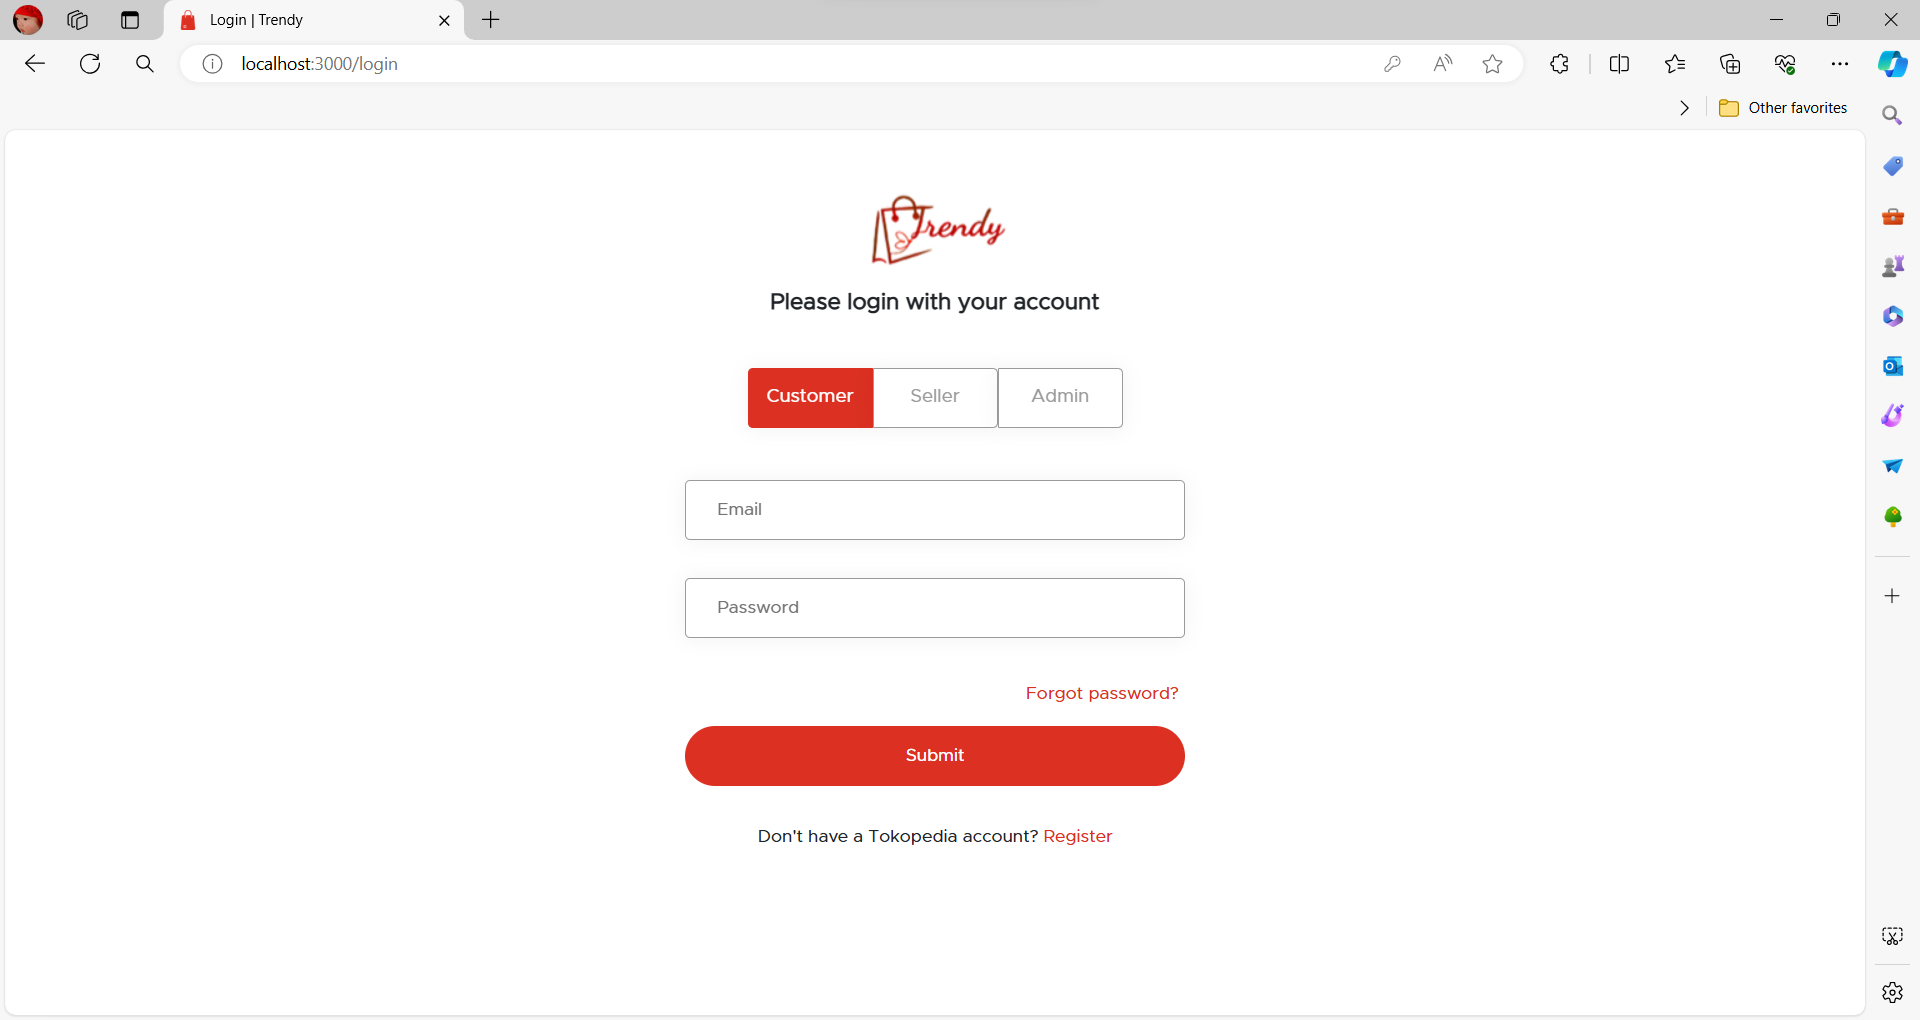 Login | Trendy
localhost:3000/login
Other favorites
Trendy
Please login with your account
Customer
Seller
Admin
Email
Password
Forgot password?
Submit
Don't have a Tokopedia account? Register